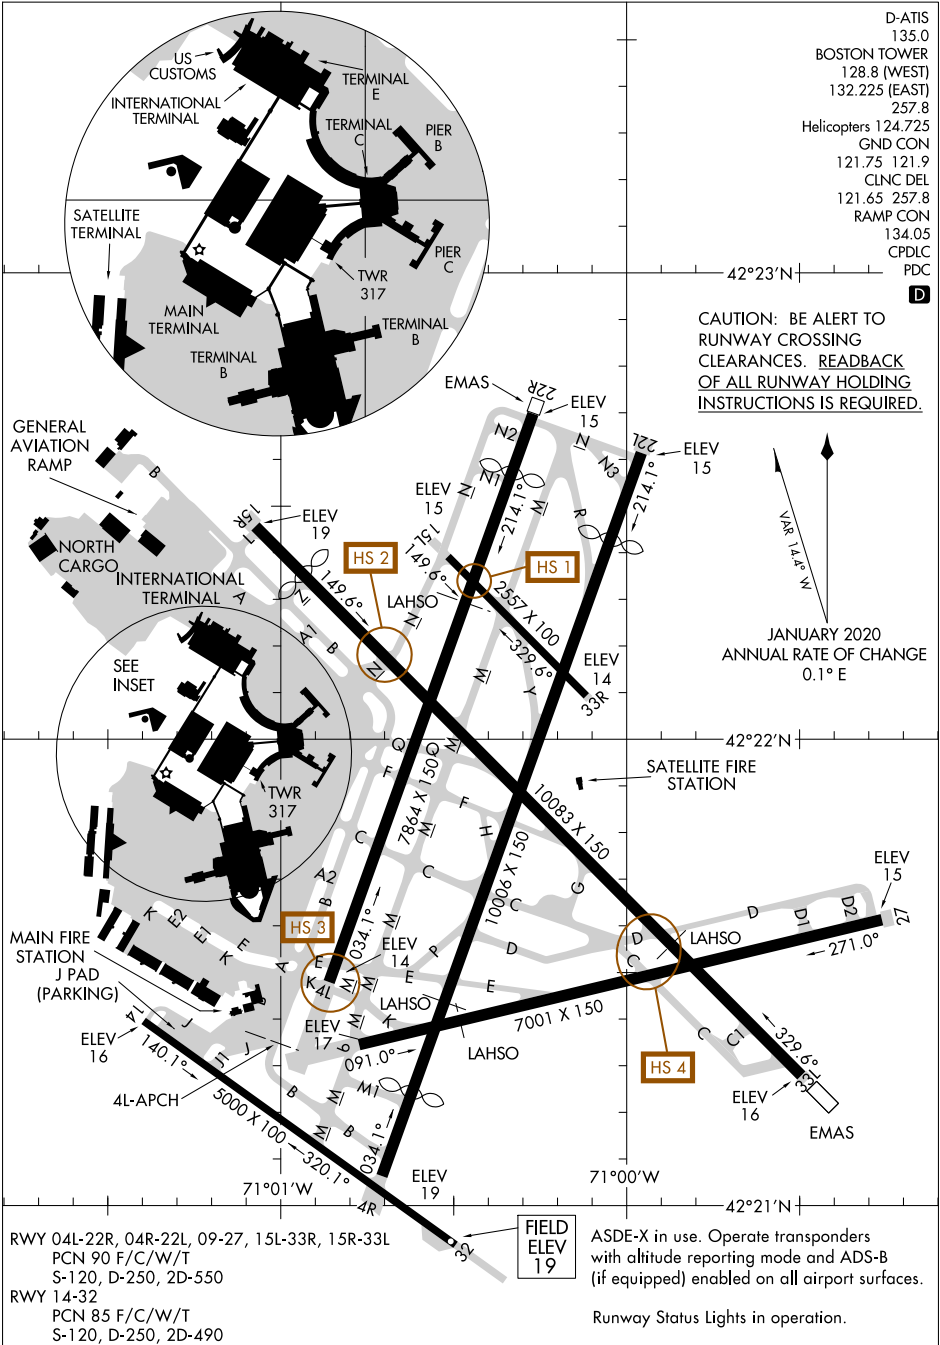 D-ATIS
135.0
BOSTON TOWER
128.8 (WEST)
132.225 (EAST)
257.8
Helicopters 124.725
GND CON
121.75 121.9
CLNC DEL
121.65 257.8
RAMP CON
134.05
CPDLC
PDC
D
US
CUSTOMS
INTERNATIONAL
TERMINAL
TERMINAL
E
TERMINAL
C
PIER
B
SATELLITE
TERMINAL
PIER
C
TWR
317
MAIN
TERMINAL
TERMINAL
B
TERMINAL
B
42°23'N
CAUTION: BE ALERT TO
RUNWAY CROSSING
CLEARANCES. READBACK
OF ALL RUNWAY HOLDING
INSTRUCTIONS IS REQUIRED.
VAR 14.4° W
JANUARY 2020
ANNUAL RATE OF CHANGE
0.1° E
EMAS
22R
ELEV
15
22L
ELEV
15
N2
N
N3
N1
214.1°
214.1°
N
M
R
ELEV
15
15L
149.6°
HS 1
2557 X 100
329.6°
ELEV
14
33R
GENERAL
AVIATION
RAMP
B
15R
L
ELEV
19
NORTH
CARGO
INTERNATIONAL
TERMINAL
A
N
149.6°
HS 2
LAHSO
N
A1
B
N
M
Y
SEE
INSET
TWR
317
42°22'N
SATELLITE FIRE
STATION
Q
Q
M
F
F
7864 X 150
M
H
C
C
C
10083 X 150
10006 X 150
G
A2
B
ELEV
15
27
D
D1
D2
D
C
LAHSO
271.0°
7001 X 150
HS 3
034.1°
M
P
D
E
E
E
A
K
4L
M
M
ELEV
14
LAHSO
LAHSO
K
E2
E1
K
E
MAIN FIRE
STATION
J PAD
(PARKING)
J
14
ELEV
16
140.1°
J1
J
4L-APCH
ELEV
17
M
K
9
091.0°
HS 4
C
C1
329.6°
33L
ELEV
16
EMAS
B
M
M1
M
B
034.1°
5000 X 100
320.1°
4R
ELEV
19
32
71°01'W
71°00'W
42°21'N
FIELD
ELEV
19
RWY 04L-22R, 04R-22L, 09-27, 15L-33R, 15R-33L
PCN 90 F/C/W/T
S-120, D-250, 2D-550
RWY 14-32
PCN 85 F/C/W/T
S-120, D-250, 2D-490
ASDE-X in use. Operate transponders
with altitude reporting mode and ADS-B
(if equipped) enabled on all airport surfaces.
Runway Status Lights in operation.